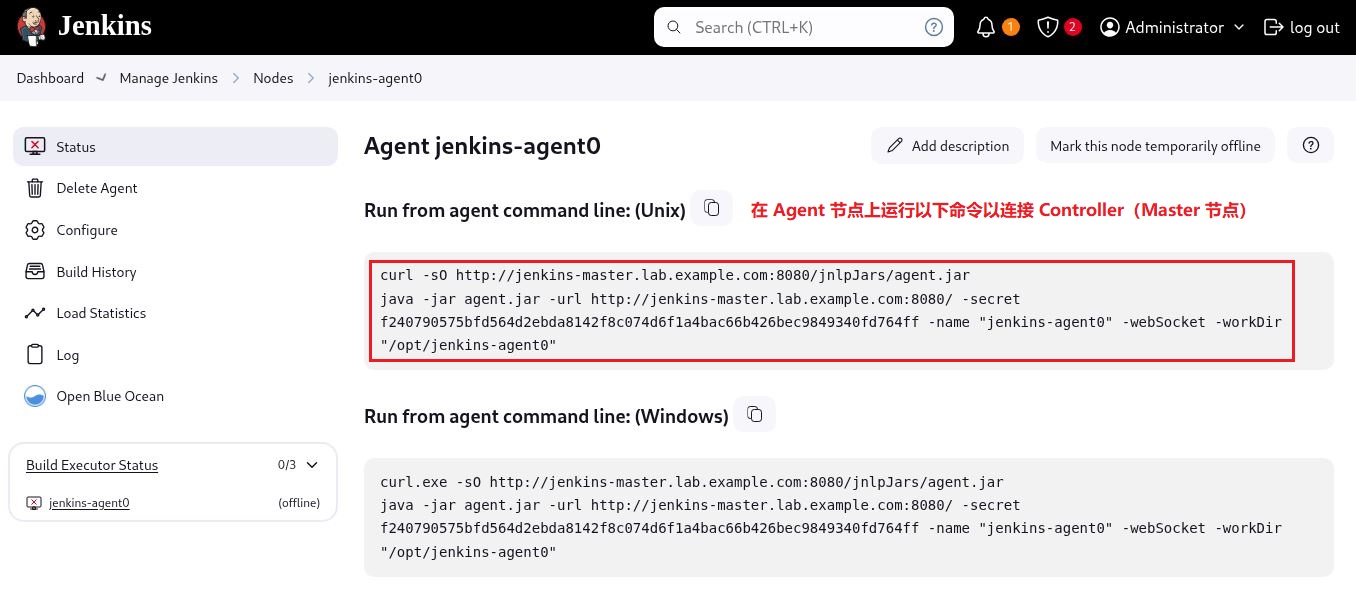 Jenkins
Search (CTRL+K)
1
2
Administrator
log out
Dashboard
Manage Jenkins
Nodes
jenkins-agent0
Status
Delete Agent
Configure
Build History
Load Statistics
Log
Open Blue Ocean
Build Executor Status
0/3
jenkins-agent0
(offline)
Agent jenkins-agent0
Add description
Mark this node temporarily offline
Run from agent command line: (Unix)
在 Agent 节点上运行以下命令以连接 Controller（Master 节点）
curl -sO http://jenkins-master.lab.example.com:8080/jnlpJars/agent.jar
java -jar agent.jar -url http://jenkins-master.lab.example.com:8080/ -secret
f240790575bfd564d2ebda8142f8c074d6f1a4bac66b426bec9849340fd764ff -name "jenkins-agent0" -webSocket -workDir
"/opt/jenkins-agent0"
Run from agent command line: (Windows)
curl.exe -sO http://jenkins-master.lab.example.com:8080/jnlpJars/agent.jar
java -jar agent.jar -url http://jenkins-master.lab.example.com:8080/ -secret
f240790575bfd564d2ebda8142f8c074d6f1a4bac66b426bec9849340fd764ff -name "jenkins-agent0" -webSocket -workDir
"/opt/jenkins-agent0"